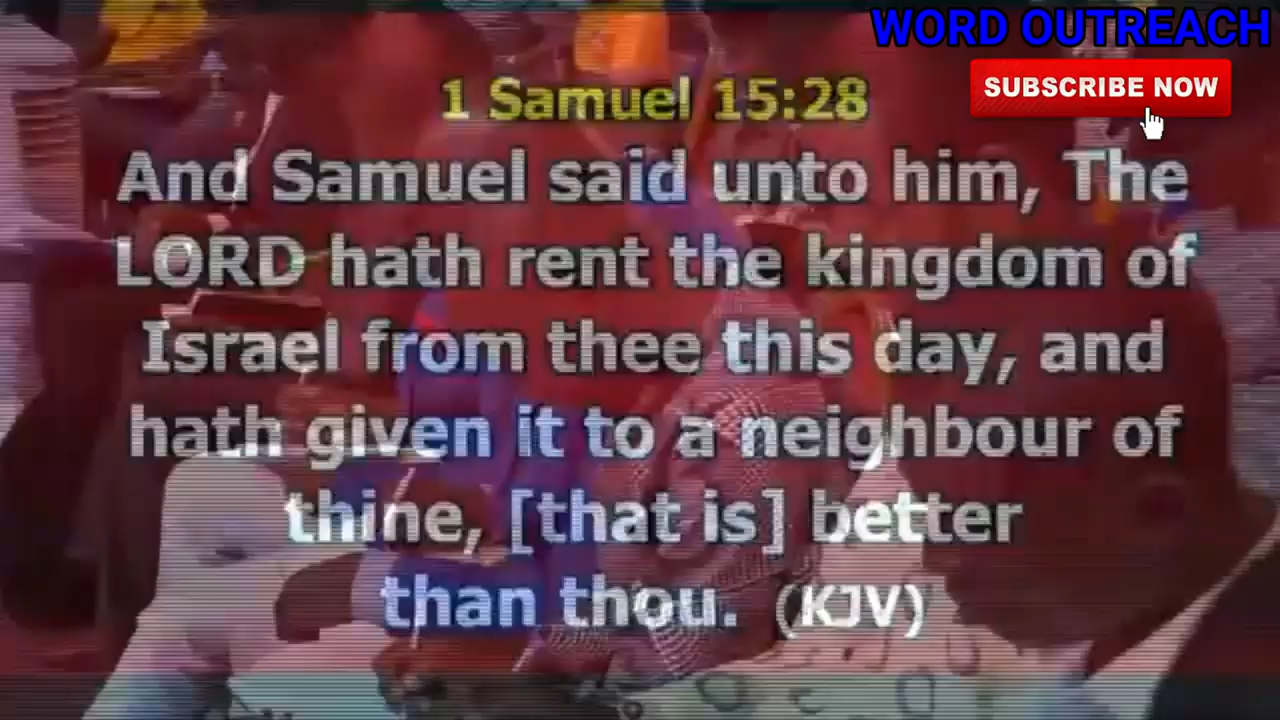 WORD OUTREACH
SUBSCRIBE NOW
1 Samuel 15:28
And Samuel said unto him, The
LORD hath rent the kingdom of
Israel from thee this day, and
hath given it to a neighbour of
thine, [that is] better
than thou. (KJV)